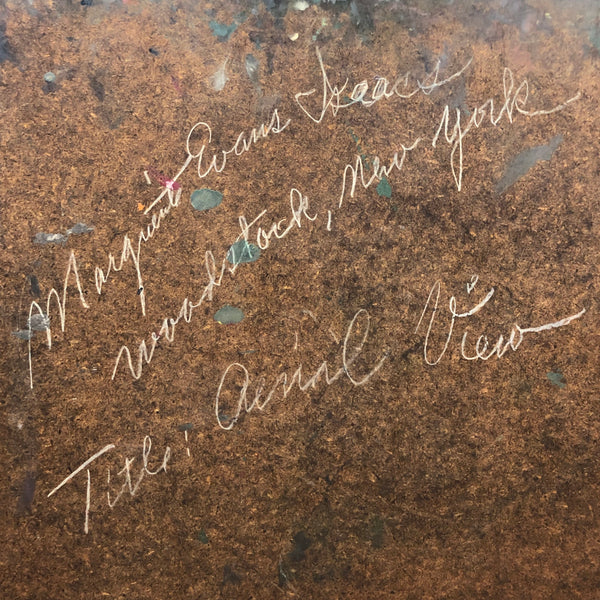 Marguerite Evans-Isaacs
Woodstock, New York
Title: Aerial View